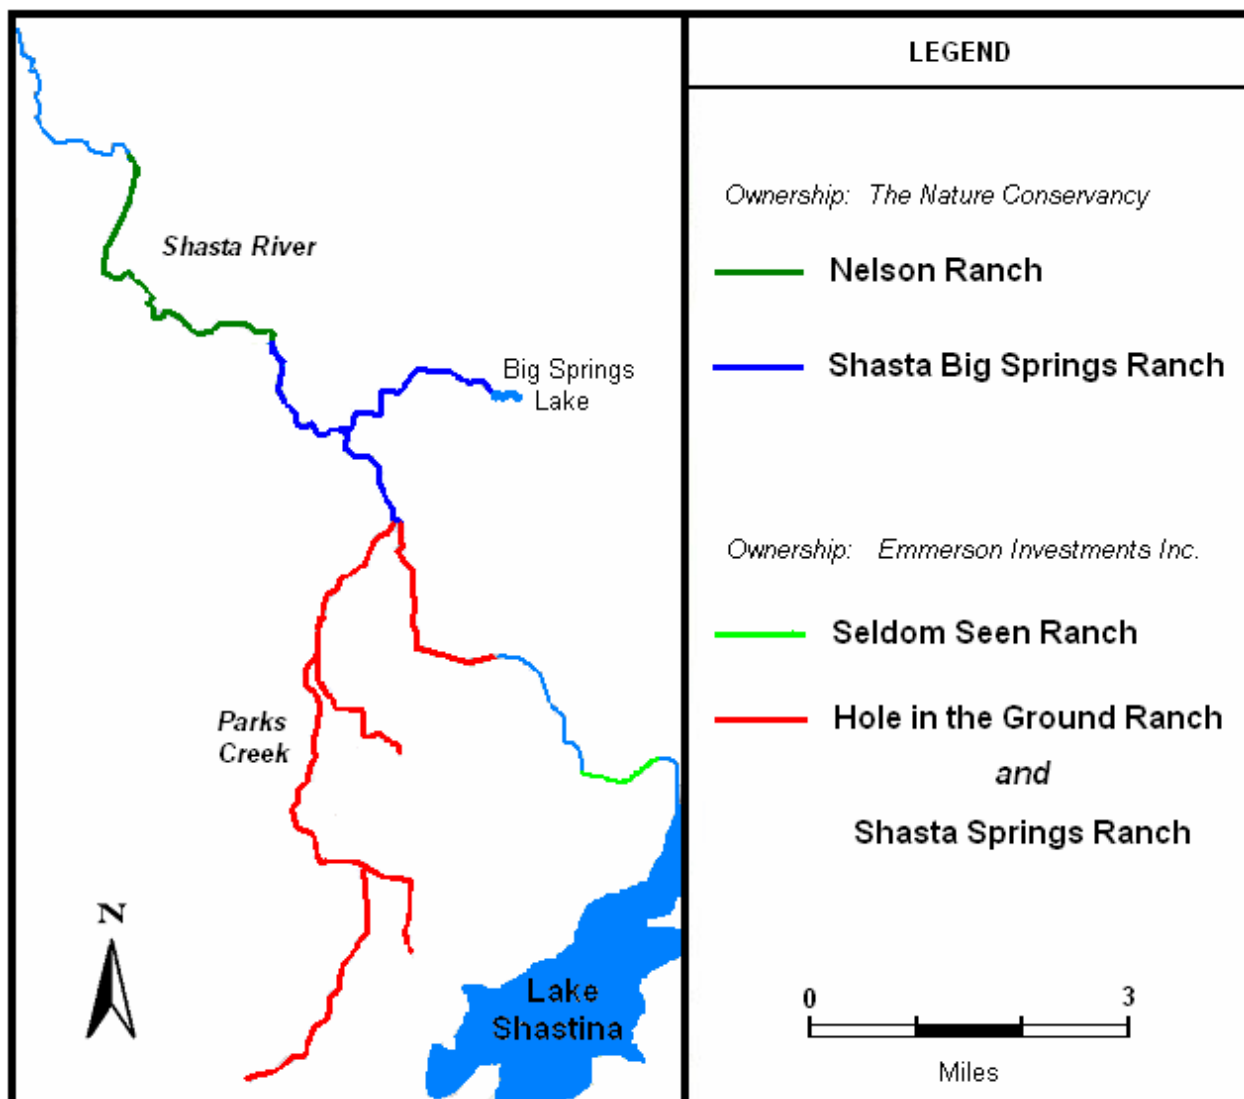 LEGEND
Ownership: The Nature Conservancy
Shasta River
Nelson Ranch
Big Springs
Lake
Shasta Big Springs Ranch
Ownership: Emmerson Investments Inc.
Seldom Seen Ranch
Parks
Creek
Hole in the Ground Ranch
and
Shasta Springs Ranch
N
Lake
Shastina
0 3
Miles